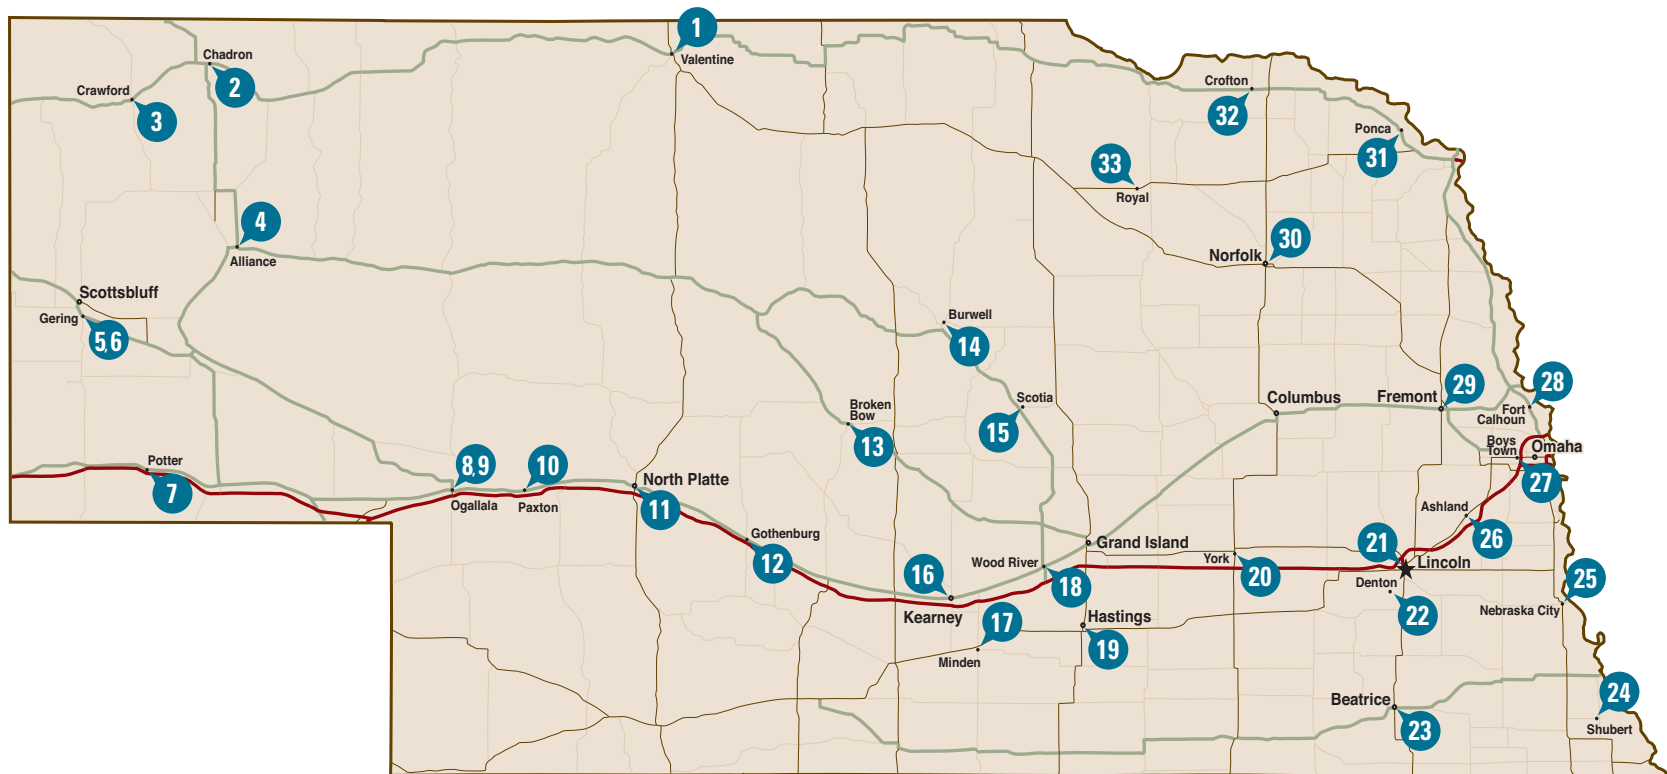 1
Valentine
Chadron
2
Crawford
3
Crofton
32
Ponca
31
33
Royal
4
Alliance
30
Norfolk
Scottsbluff
Gering
5,6
Burwell
14
Scotia
15
Broken
Bow
13
Columbus
Fremont
29
28
Fort
Calhoun
Boys
Town
Omaha
27
Potter
7
8,9
Ogallala
10
Paxton
North Platte
11
Gothenburg
12
Ashland
26
Grand Island
Wood River
18
York
20
21
Lincoln
Denton
22
16
Kearney
17
Minden
Hastings
19
25
Nebraska City
Beatrice
23
24
Shubert